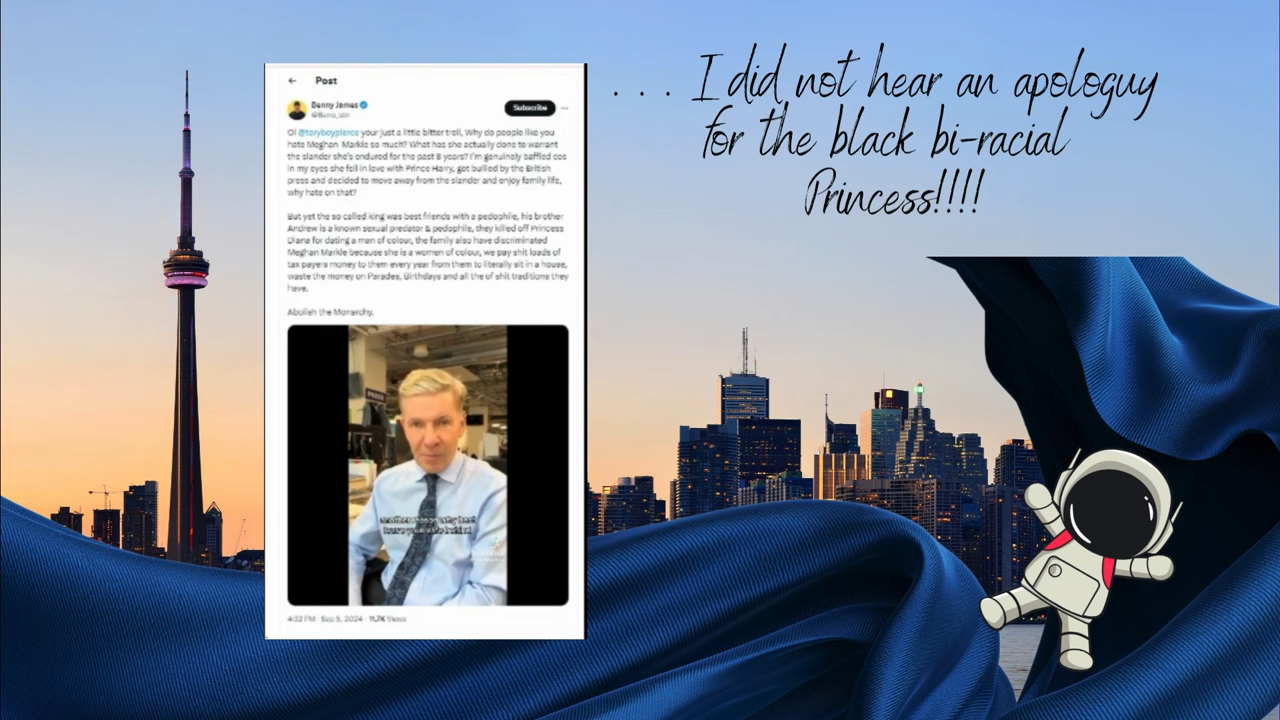 Post
Benny James
Subscribe
Oi @toryboypierce your just a little bitter troll, Why do people like you
hate Meghan Markle so much? What has she actually done to warrant
the slander she's endured for the past 8 years? I'm genuinely baffled cos
in my eyes she fell in love with Prince Harry, got bullied by the British
press and decided to move away from the slander and enjoy family life,
why hate on that?
But yet the so called king was best friends with a pedophile, his brother
Andrew is a known sexual predator & pedophile, they killed off Princess
Diana for dating a man of colour, the family also have discriminated
Meghan Markle because she is a women of colour, we pay shit loads of
tax payers money to them every year from them to literally sit in a house,
waste the money on Parades, Birthdays and all the of shit traditions they
have.
Abolish the Monarchy.
4:32 PM · Sep 5, 2024 · 11.7K Views
. . . I did not hear an apologuy
for the black bi-racial
Princess!!!!